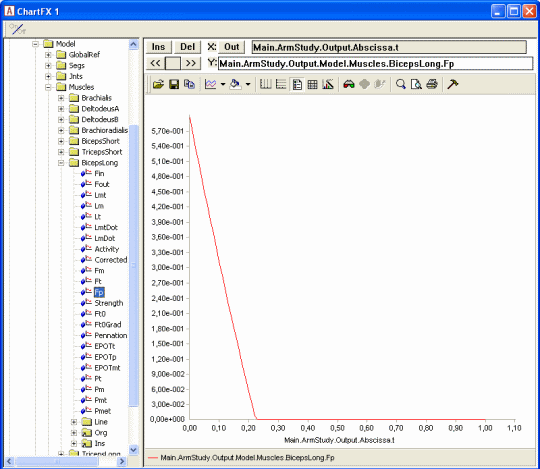 ChartFX 1
Model
GlobalRef
Segs
Jnts
Muscles
Brachialis
DeltodeusA
DeltodeusB
Brachioradialis
BicepsShort
TricepsShort
BicepsLong
Fin
Fout
Lmt
Lm
Lt
LmtDot
LmDot
Activity
Corrected
Fm
Ft
Fp
Strength
Ft0
Ft0Grad
Pennation
EPOTt
EPOTp
EPOTmt
Pt
Pm
Pmt
Pmet
Line
Org
Ins
TricepsLong
Ins Del X: Out Main.ArmStudy.Output.Abscissa.t
<< >> Y: Main.ArmStudy.Output.Model.Muscles.BicepsLong.Fp
5,70e-001
5,40e-001
5,10e-001
4,80e-001
4,50e-001
4,20e-001
3,90e-001
3,60e-001
3,30e-001
3,00e-001
2,70e-001
2,40e-001
2,10e-001
1,80e-001
1,50e-001
1,20e-001
9,00e-002
6,00e-002
3,00e-002
0,00e+000
0,00 0,10 0,20 0,30 0,40 0,50 0,60 0,70 0,80 0,90 1,00 1,10
Main.ArmStudy.Output.Abscissa.t
Main.ArmStudy.Output.Model.Muscles.BicepsLong.Fp